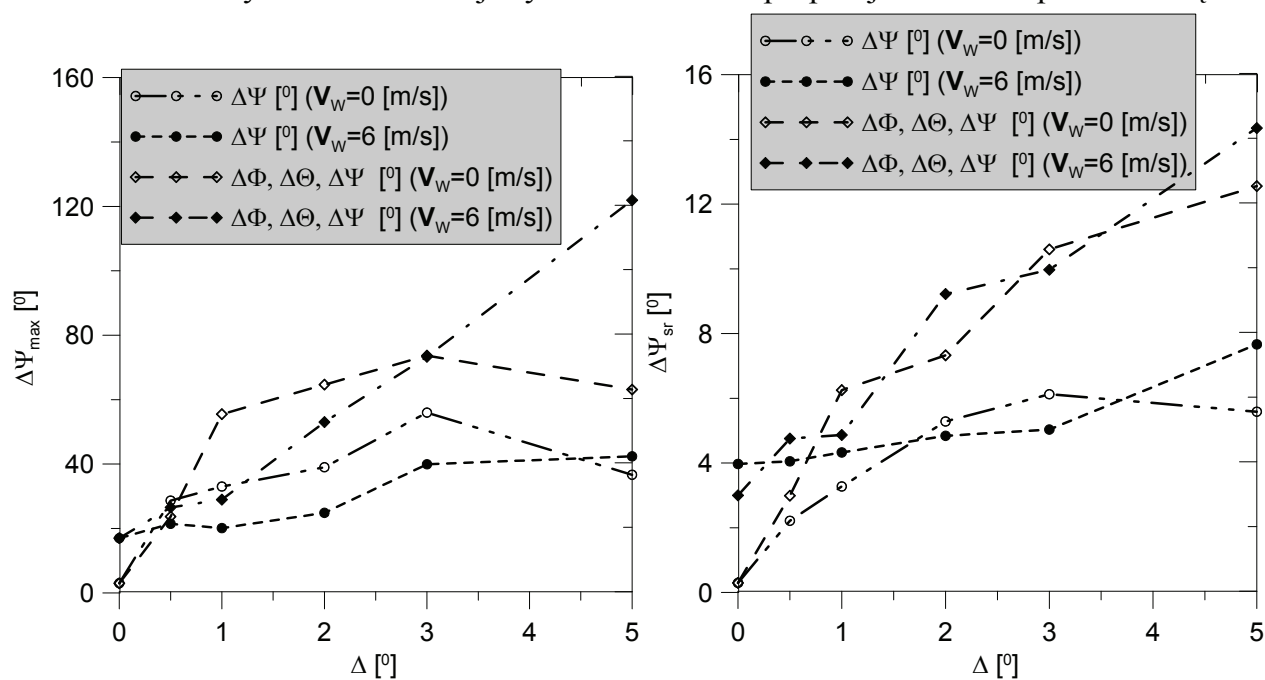 ΔΨ [⁰] (V_W=0 [m/s])
ΔΨ [⁰] (V_W=6 [m/s])
ΔΦ, ΔΘ, ΔΨ [⁰] (V_W=0 [m/s])
ΔΦ, ΔΘ, ΔΨ [⁰] (V_W=6 [m/s])
160
120
80
40
0
ΔΨ_max [⁰]
0 1 2 3 5
Δ [⁰]
ΔΨ [⁰] (V_W=0 [m/s])
ΔΨ [⁰] (V_W=6 [m/s])
ΔΦ, ΔΘ, ΔΨ [⁰] (V_W=0 [m/s])
ΔΦ, ΔΘ, ΔΨ [⁰] (V_W=6 [m/s])
16
12
8
4
0
ΔΨ_sr [⁰]
0 1 2 3 4 5
Δ [⁰]